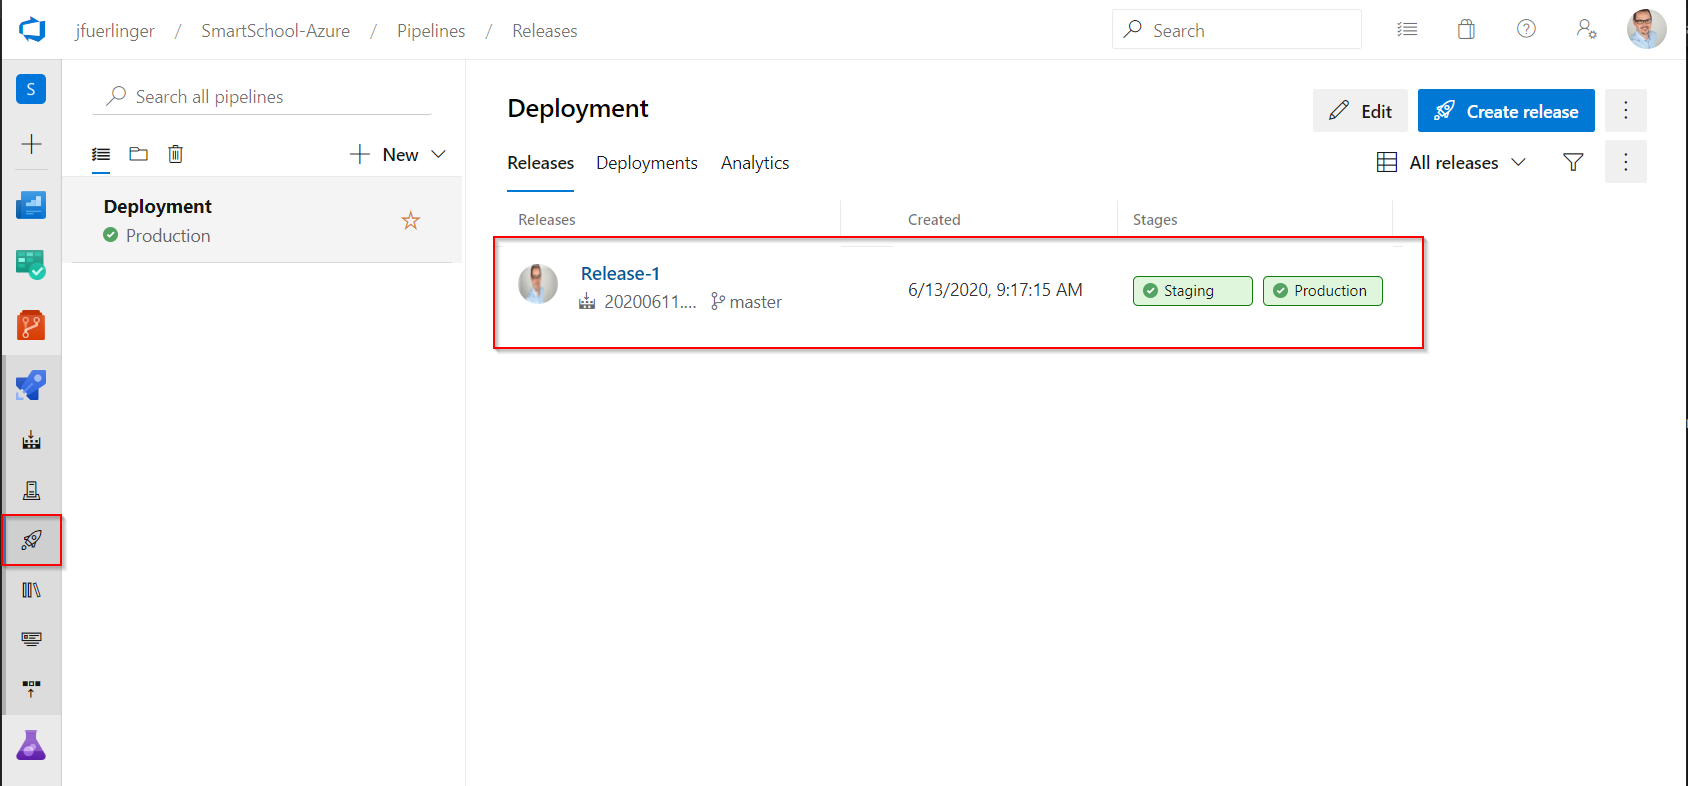 jfuerlinger / SmartSchool-Azure / Pipelines / Releases
Search
S
Search all pipelines
New
Deployment
Production
Deployment
Edit
Create release
Releases Deployments Analytics
All releases
Releases Created Stages
Release-1
20200611.... master
6/13/2020, 9:17:15 AM
Staging
Production